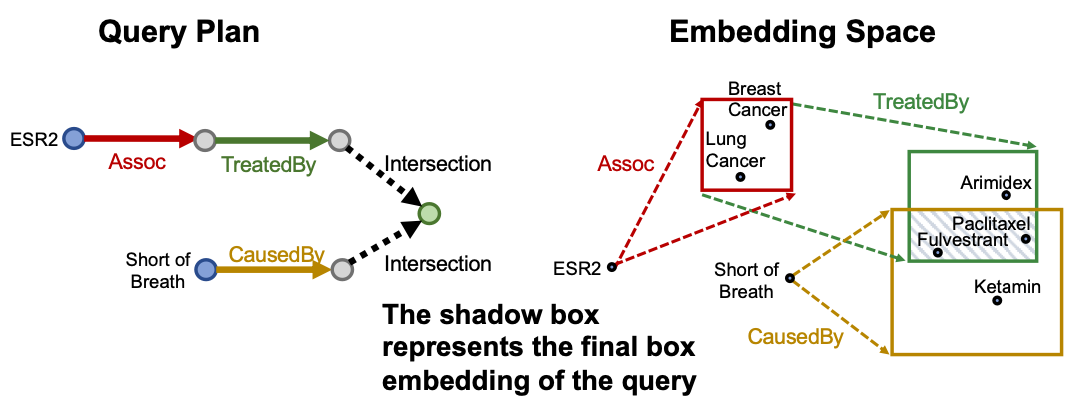 Query Plan
ESR2
Assoc
TreatedBy
Intersection
Short of
Breath
CausedBy
Intersection
The shadow box
represents the final box
embedding of the query
Embedding Space
Breast
Cancer
Lung
Cancer
Assoc
TreatedBy
Arimidex
Paclitaxel
Fulvestrant
ESR2
Short of
Breath
Ketamin
CausedBy